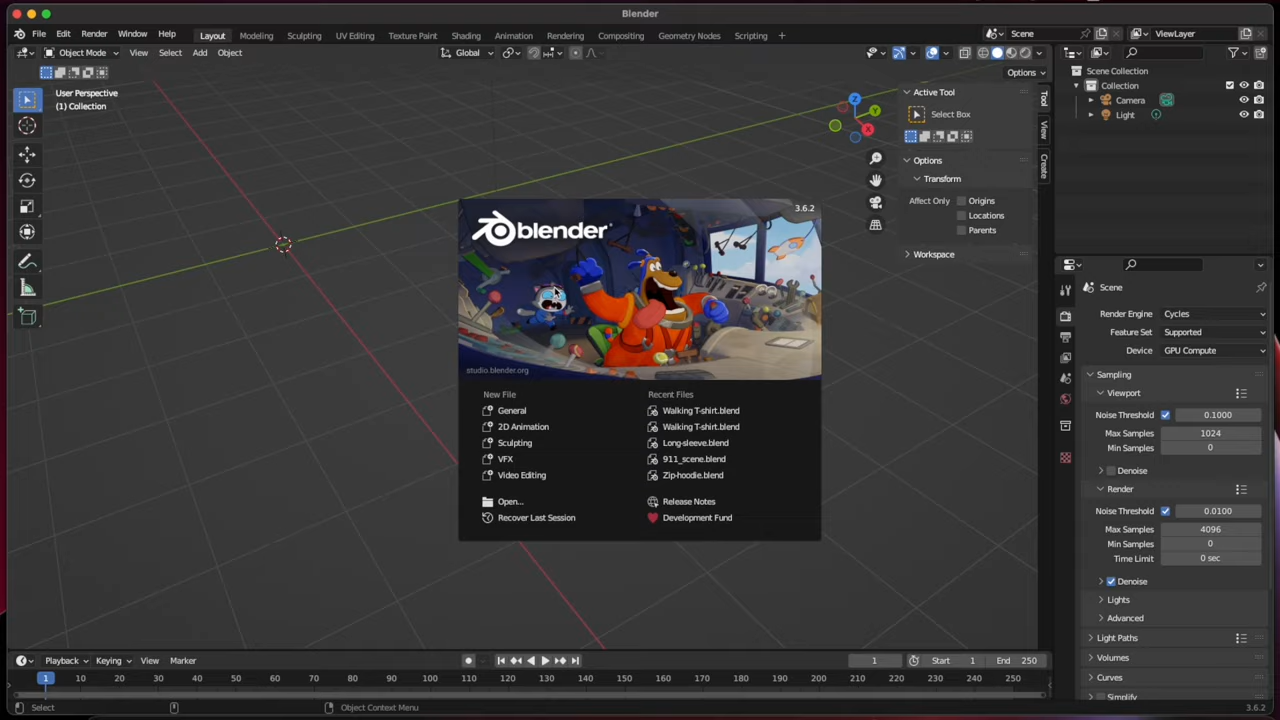 Blender
File Edit Render Window Help Layout Modeling Sculpting UV Editing Texture Paint Shading Animation Rendering Compositing Geometry Nodes Scripting + Scene ViewLayer
Object Mode View Select Add Object Global
Options
User Perspective
(1) Collection
Z
Y
X
Active Tool
Select Box
Options
Transform
Affect Only Origins
Locations
Parents
Workspace
Tool
View
Create
Scene Collection
Collection
Camera
Light
blender
3.6.2
studio.blender.org
New File
General
2D Animation
Sculpting
VFX
Video Editing
Open...
Recover Last Session
Recent Files
Walking T-shirt.blend
Walking T-shirt.blend
Long-sleeve.blend
911_scene.blend
Zip-hoodie.blend
Release Notes
Development Fund
Scene
Render Engine Cycles
Feature Set Supported
Device GPU Compute
Sampling
Viewport
Noise Threshold 0.1000
Max Samples 1024
Min Samples 0
Denoise
Render
Noise Threshold 0.0100
Max Samples 4096
Min Samples 0
Time Limit 0 sec
Denoise
Lights
Advanced
Light Paths
Volumes
Curves
Simplify
Playback Keying View Marker 1 Start 1 End 250
1 10 20 30 40 50 60 70 80 90 100 110 120 130 140 150 160 170 180 190 200 210 220 230 240 250
Select Object Context Menu 3.6.2